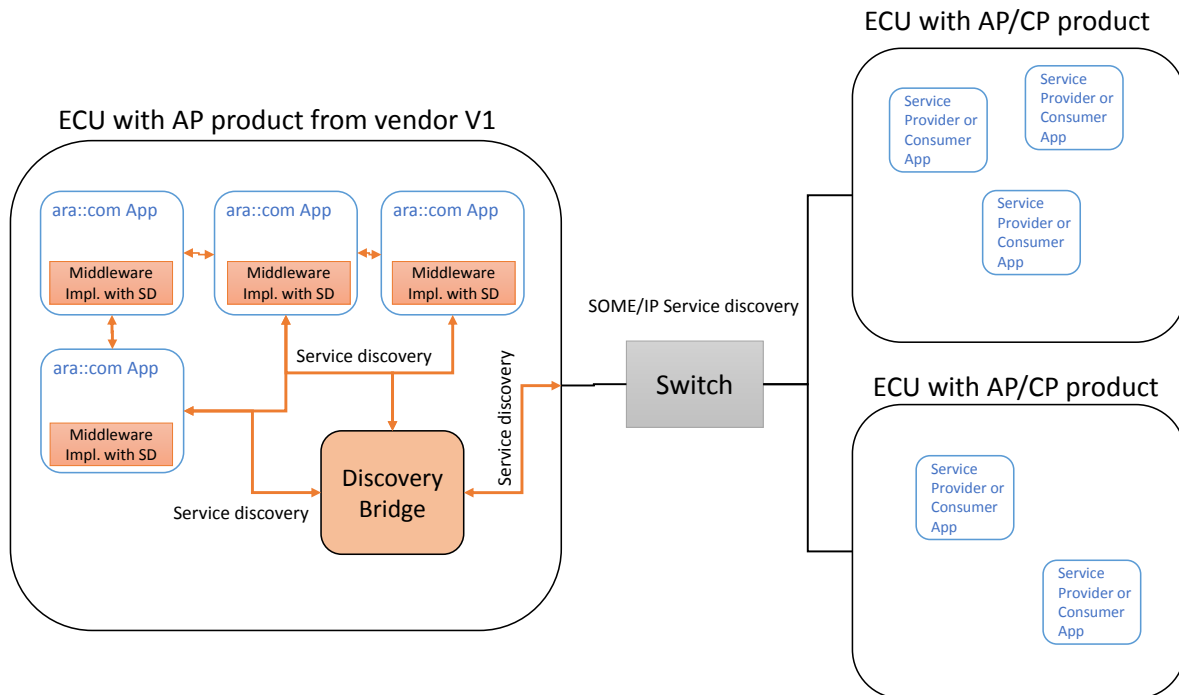 ECU with AP product from vendor V1
ara::com App
Middleware
Impl. with SD
ara::com App
Middleware
Impl. with SD
ara::com App
Middleware
Impl. with SD
ara::com App
Middleware
Impl. with SD
Service discovery
Service discovery
Service discovery
Discovery
Bridge
SOME/IP Service discovery
Switch
ECU with AP/CP product
Service
Provider or
Consumer
App
Service
Provider or
Consumer
App
Service
Provider or
Consumer
App
ECU with AP/CP product
Service
Provider or
Consumer
App
Service
Provider or
Consumer
App